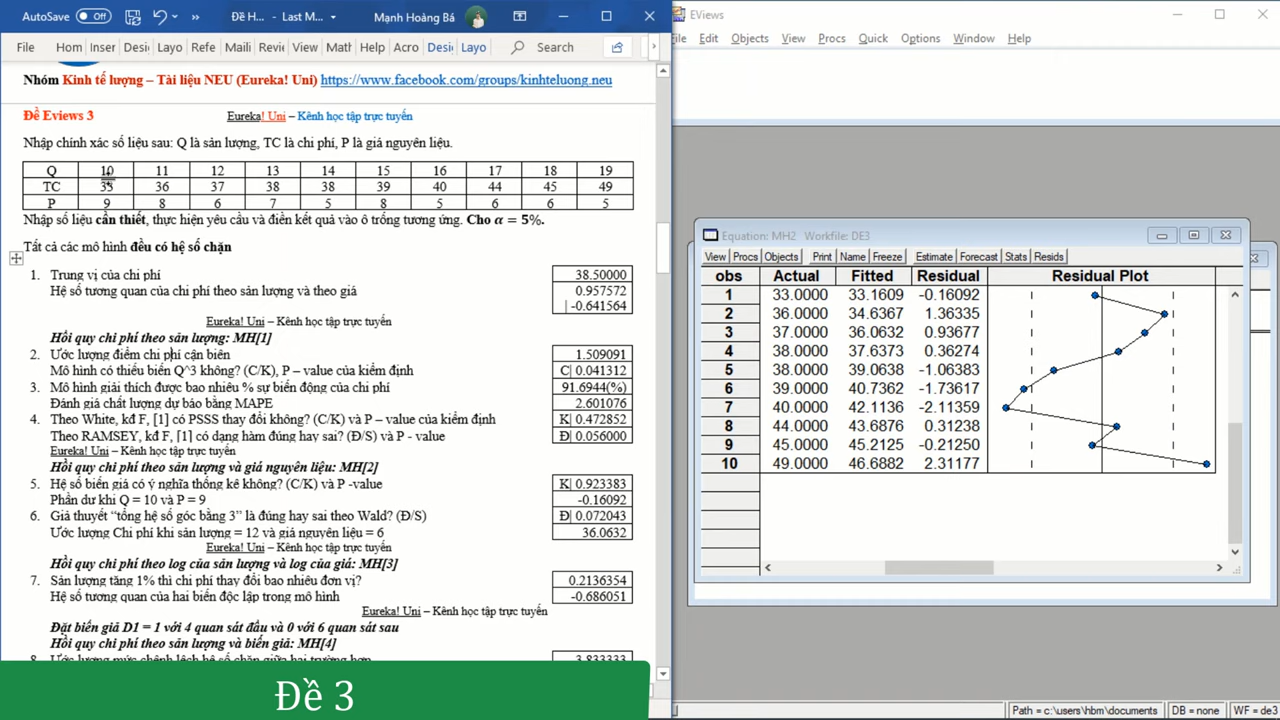 AutoSave Off Đề H... - Last M... Mạnh Hoàng Bá
File Hom Inser Desi Layo Refe Maili Revie View Math Help Acro Desi Layo Search
Nhóm Kinh tế lượng – Tài liệu NEU (Eureka! Uni) https://www.facebook.com/groups/kinhteluong.neu
Đề Eviews 3 Eureka! Uni – Kênh học tập trực tuyến
Nhập chính xác số liệu sau: Q là sản lượng, TC là chi phí, P là giá nguyên liệu.
Q 10 11 12 13 14 15 16 17 18 19
TC 33 36 37 38 38 39 40 44 45 49
P 9 8 6 7 5 8 5 6 6 5
Nhập số liệu cần thiết, thực hiện yêu cầu và điền kết quả vào ô trống tương ứng. Cho α = 5%.
Tất cả các mô hình đều có hệ số chặn
1. Trung vị của chi phí 38.50000
Hệ số tương quan của chi phí theo sản lượng và theo giá 0.957572
| -0.641564
Eureka! Uni – Kênh học tập trực tuyến
Hồi quy chi phí theo sản lượng: MH[1]
2. Ước lượng điểm chi phí cận biên 1.509091
Mô hình có thiếu biến Q^3 không? (C/K), P – value của kiểm định C| 0.041312
3. Mô hình giải thích được bao nhiêu % sự biến động của chi phí 91.6944(%)
Đánh giá chất lượng dự báo bằng MAPE 2.601076
4. Theo White, kđ F, [1] có PSSS thay đổi không? (C/K) và P – value của kiểm định K| 0.472852
Theo RAMSEY, kđ F, [1] có dạng hàm đúng hay sai? (Đ/S) và P - value Đ| 0.056000
Eureka! Uni – Kênh học tập trực tuyến
Hồi quy chi phí theo sản lượng và giá nguyên liệu: MH[2]
5. Hệ số biến giá có ý nghĩa thống kê không? (C/K) và P -value K| 0.923383
Phần dư khi Q = 10 và P = 9 -0.16092
6. Giả thuyết “tổng hệ số góc bằng 3” là đúng hay sai theo Wald? (Đ/S) Đ| 0.072043
Ước lượng Chi phí khi sản lượng = 12 và giá nguyên liệu = 6 36.0632
Eureka! Uni – Kênh học tập trực tuyến
Hồi quy chi phí theo log của sản lượng và log của giá: MH[3]
7. Sản lượng tăng 1% thì chi phí thay đổi bao nhiêu đơn vị? 0.2136354
Hệ số tương quan của hai biến độc lập trong mô hình -0.686051
Eureka! Uni – Kênh học tập trực tuyến
Đặt biến giả D1 = 1 với 4 quan sát đầu và 0 với 6 quan sát sau
Hồi quy chi phí theo sản lượng và biến giả: MH[4]
8. Ước lượng mức chênh lệch hệ số chặn giữa hai trường hợp 3.833333
Đề 3
EViews
File Edit Objects View Procs Quick Options Window Help
Equation: MH2 Workfile: DE3
View Procs Objects Print Name Freeze Estimate Forecast Stats Resids
obs Actual Fitted Residual Residual Plot
1 33.0000 33.1609 -0.16092
2 36.0000 34.6367 1.36335
3 37.0000 36.0632 0.93677
4 38.0000 37.6373 0.36274
5 38.0000 39.0638 -1.06383
6 39.0000 40.7362 -1.73617
7 40.0000 42.1136 -2.11359
8 44.0000 43.6876 0.31238
9 45.0000 45.2125 -0.21250
10 49.0000 46.6882 2.31177
Path = c:\users\hbm\documents DB = none WF = de3